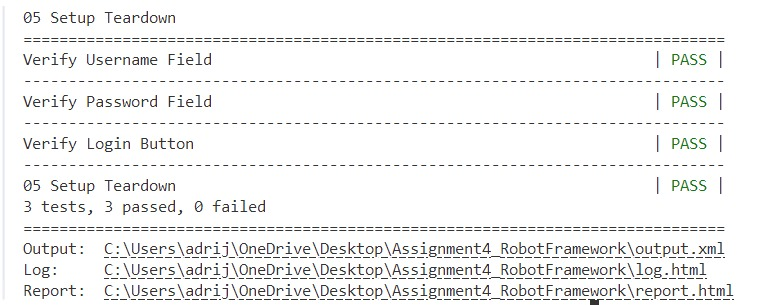 05 Setup Teardown
==============================================================================
Verify Username Field | PASS |
------------------------------------------------------------------------------
Verify Password Field | PASS |
------------------------------------------------------------------------------
Verify Login Button | PASS |
------------------------------------------------------------------------------
05 Setup Teardown | PASS |
3 tests, 3 passed, 0 failed
==============================================================================
Output: C:\Users\adrij\OneDrive\Desktop\Assignment4_RobotFramework\output.xml
Log: C:\Users\adrij\OneDrive\Desktop\Assignment4_RobotFramework\log.html
Report: C:\Users\adrij\OneDrive\Desktop\Assignment4_RobotFramework\report.html